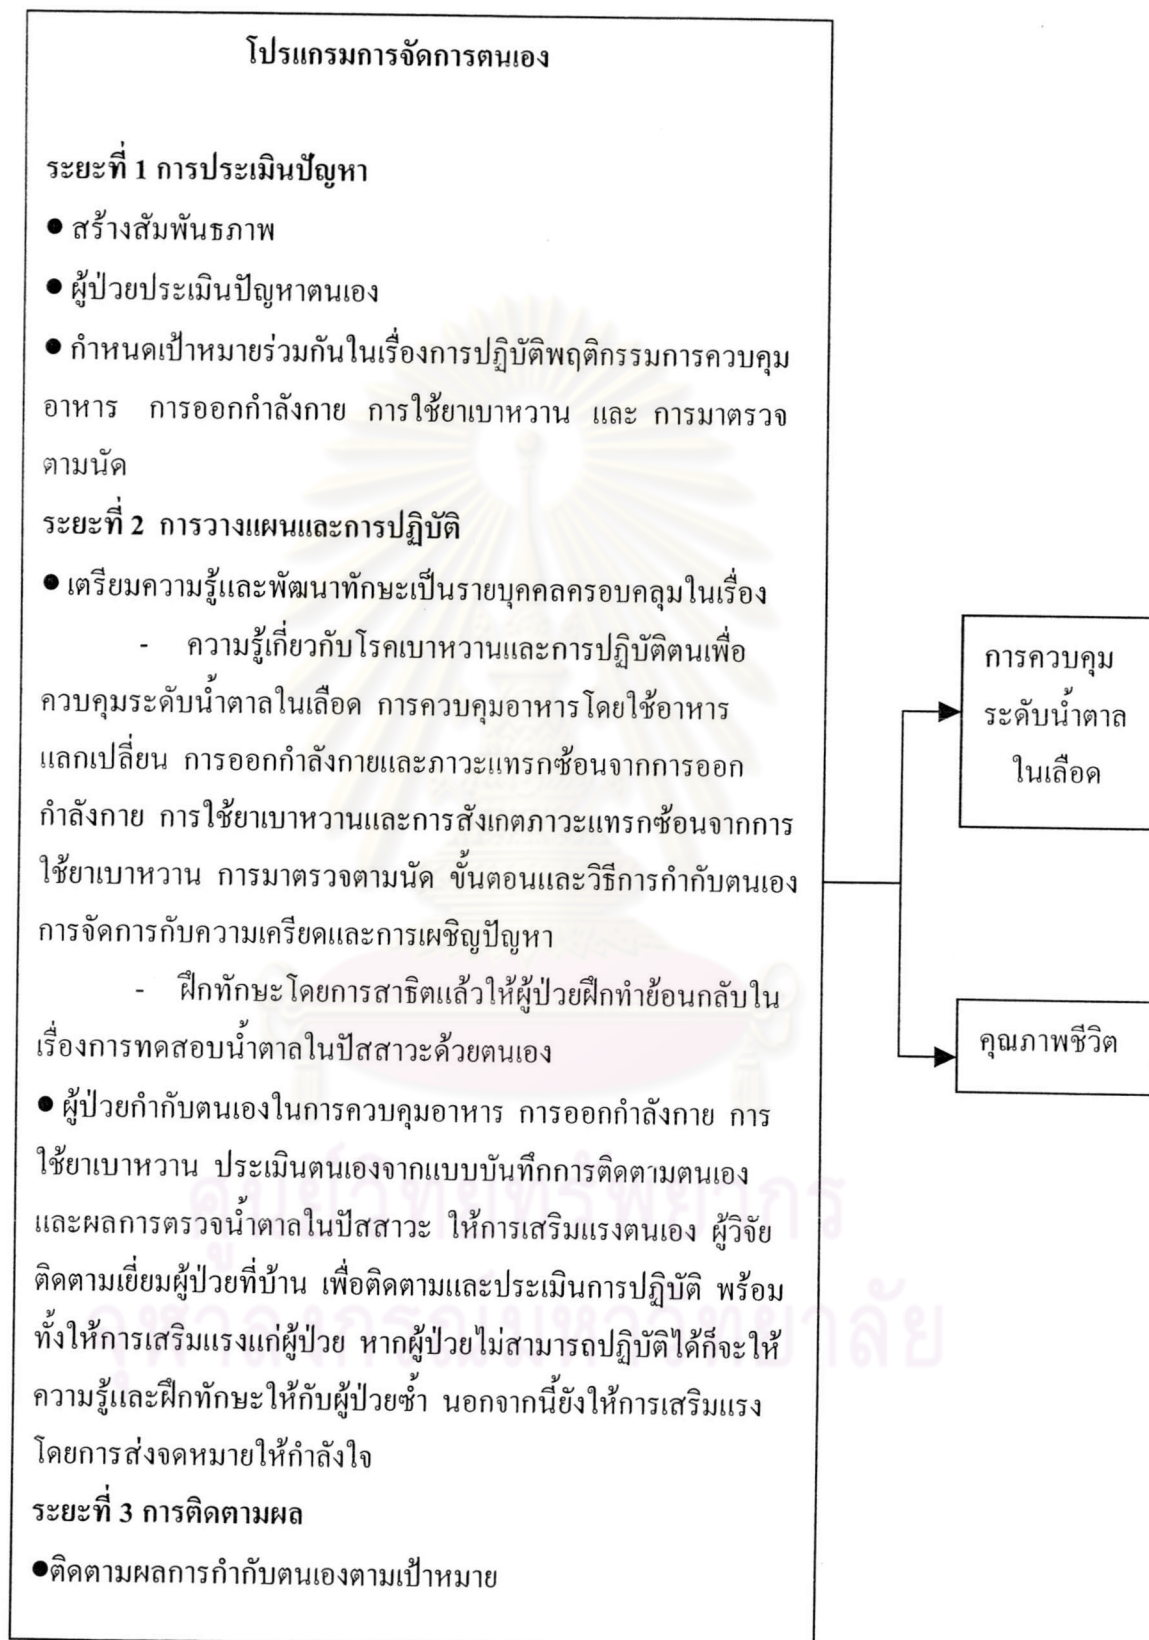 โปรแกรมการจัดการตนเอง
ระยะที่ 1 การประเมินปัญหา
● สร้างสัมพันธภาพ
● ผู้ป่วยประเมินปัญหาตนเอง
● กำหนดเป้าหมายร่วมกันในเรื่องการปฏิบัติพฤติกรรมการควบคุม
อาหาร การออกกำลังกาย การใช้ยาเบาหวาน และ การมาตรวจ
ตามนัด
ระยะที่ 2 การวางแผนและการปฏิบัติ
● เตรียมความรู้และพัฒนาทักษะเป็นรายบุคคลครอบคลุมในเรื่อง
- ความรู้เกี่ยวกับโรคเบาหวานและการปฏิบัติตนเพื่อ
ควบคุมระดับน้ำตาลในเลือด การควบคุมอาหารโดยใช้อาหาร
แลกเปลี่ยน การออกกำลังกายและภาวะแทรกซ้อนจากการออก
กำลังกาย การใช้ยาเบาหวานและการสังเกตภาวะแทรกซ้อนจากการ
ใช้ยาเบาหวาน การมาตรวจตามนัด ขั้นตอนและวิธีการกำกับตนเอง
การจัดการกับความเครียดและการเผชิญปัญหา
- ฝึกทักษะโดยการสาธิตแล้วให้ผู้ป่วยฝึกทำย้อนกลับใน
เรื่องการทดสอบน้ำตาลในปัสสาวะด้วยตนเอง
● ผู้ป่วยกำกับตนเองในการควบคุมอาหาร การออกกำลังกาย การ
ใช้ยาเบาหวาน ประเมินตนเองจากแบบบันทึกการติดตามตนเอง
และผลการตรวจน้ำตาลในปัสสาวะ ให้การเสริมแรงตนเอง ผู้วิจัย
ติดตามเยี่ยมผู้ป่วยที่บ้าน เพื่อติดตามและประเมินการปฏิบัติ พร้อม
ทั้งให้การเสริมแรงแก่ผู้ป่วย หากผู้ป่วยไม่สามารถปฏิบัติได้ก็จะให้
ความรู้และฝึกทักษะให้กับผู้ป่วยซ้ำ นอกจากนี้ยังให้การเสริมแรง
โดยการส่งจดหมายให้กำลังใจ
ระยะที่ 3 การติดตามผล
●ติดตามผลการกำกับตนเองตามเป้าหมาย
การควบคุม
ระดับน้ำตาล
ในเลือด
คุณภาพชีวิต
ศูนย์วิทยทรัพยากร
จุฬาลงกรณ์มหาวิทยาลัย